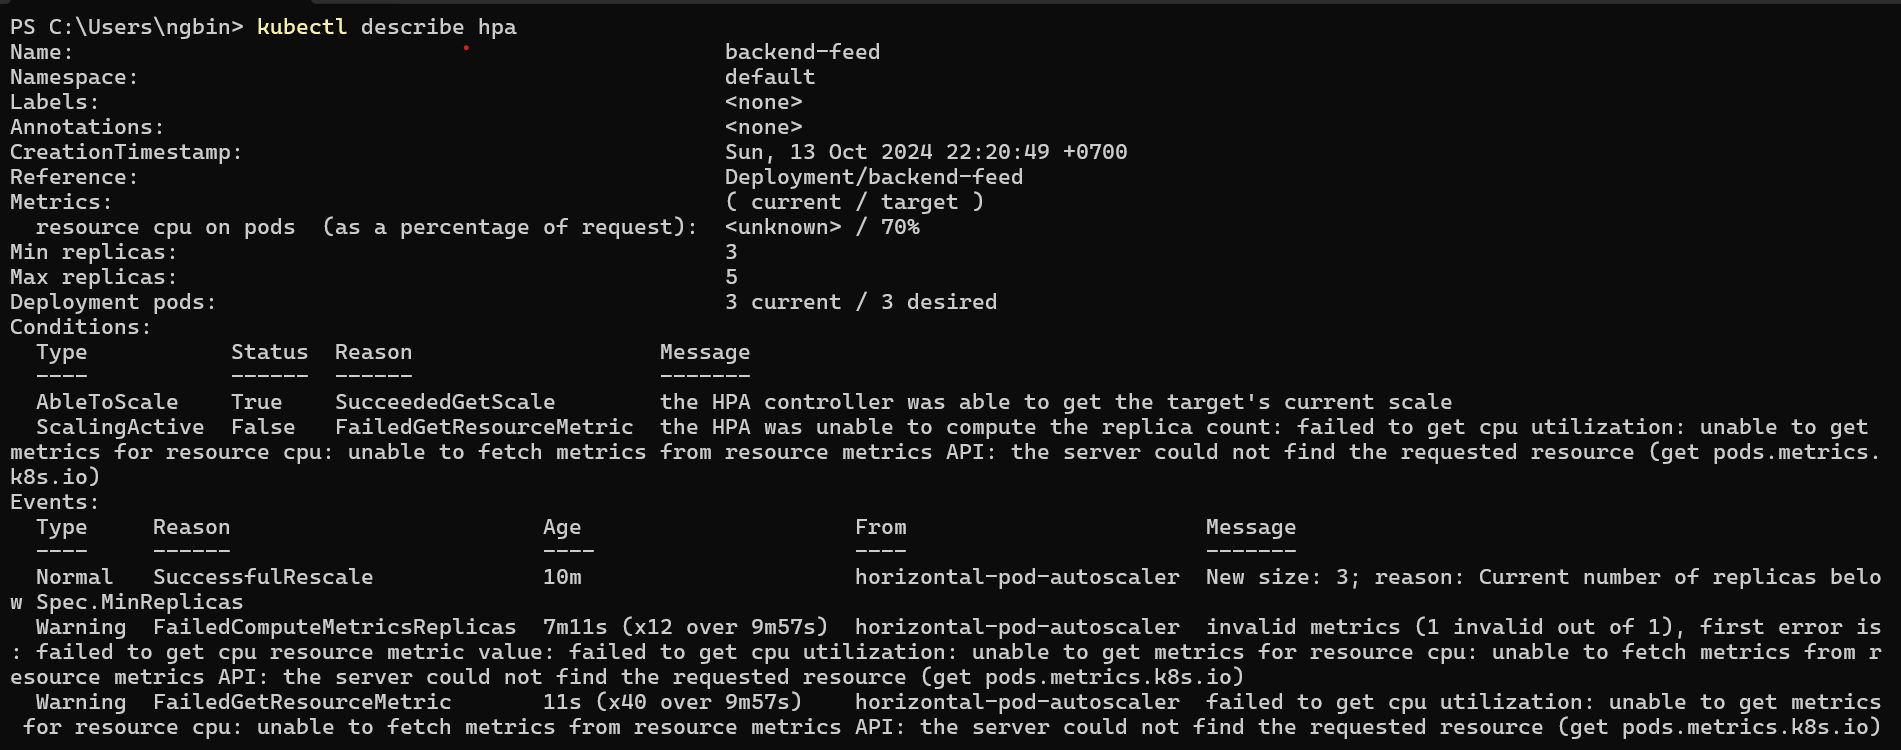 PS C:\Users\ngbin> kubectl describe hpa
Name: backend-feed
Namespace: default
Labels: <none>
Annotations: <none>
CreationTimestamp: Sun, 13 Oct 2024 22:20:49 +0700
Reference: Deployment/backend-feed
Metrics: ( current / target )
resource cpu on pods (as a percentage of request): <unknown> / 70%
Min replicas: 3
Max replicas: 5
Deployment pods: 3 current / 3 desired
Conditions:
Type Status Reason Message
---- ------ ------ -------
AbleToScale True SucceededGetScale the HPA controller was able to get the target's current scale
ScalingActive False FailedGetResourceMetric the HPA was unable to compute the replica count: failed to get cpu utilization: unable to get
metrics for resource cpu: unable to fetch metrics from resource metrics API: the server could not find the requested resource (get pods.metrics.
k8s.io)
Events:
Type Reason Age From Message
---- ------ ---- ---- -------
Normal SuccessfulRescale 10m horizontal-pod-autoscaler New size: 3; reason: Current number of replicas belo
w Spec.MinReplicas
Warning FailedComputeMetricsReplicas 7m11s (x12 over 9m57s) horizontal-pod-autoscaler invalid metrics (1 invalid out of 1), first error is
: failed to get cpu resource metric value: failed to get cpu utilization: unable to get metrics for resource cpu: unable to fetch metrics from r
esource metrics API: the server could not find the requested resource (get pods.metrics.k8s.io)
Warning FailedGetResourceMetric 11s (x40 over 9m57s) horizontal-pod-autoscaler failed to get cpu utilization: unable to get metrics
for resource cpu: unable to fetch metrics from resource metrics API: the server could not find the requested resource (get pods.metrics.k8s.io)